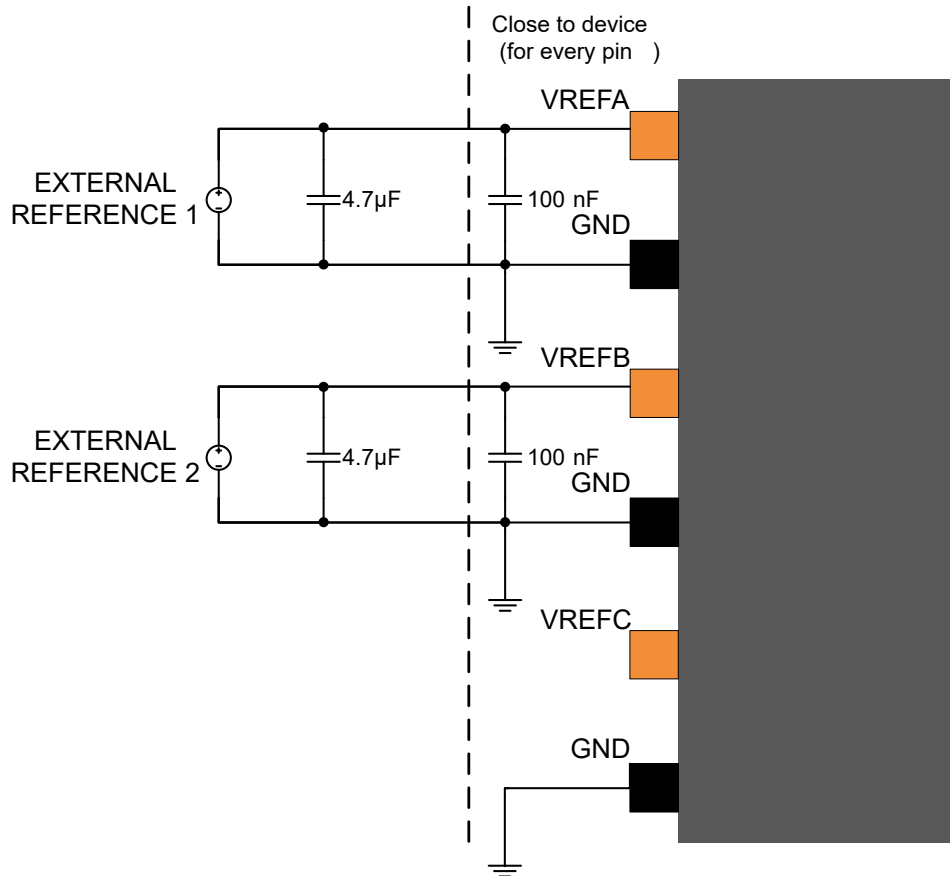 Close to device
(for every pin )
VREFA
EXTERNAL
REFERENCE 1
+
-
4.7µF
100 nF
GND
VREFB
EXTERNAL
REFERENCE 2
+
-
4.7µF
100 nF
GND
VREFC
GND